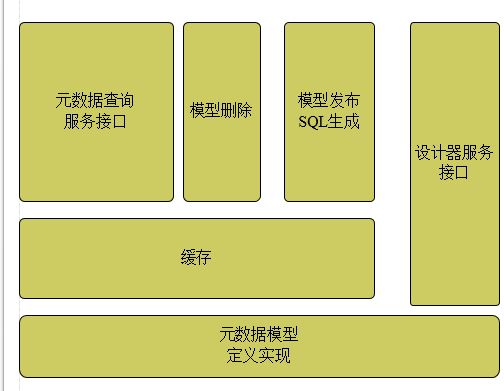 元数据查询
服务接口
模型删除
模型发布
SQL生成
设计器服务
接口
缓存
元数据模型
定义实现